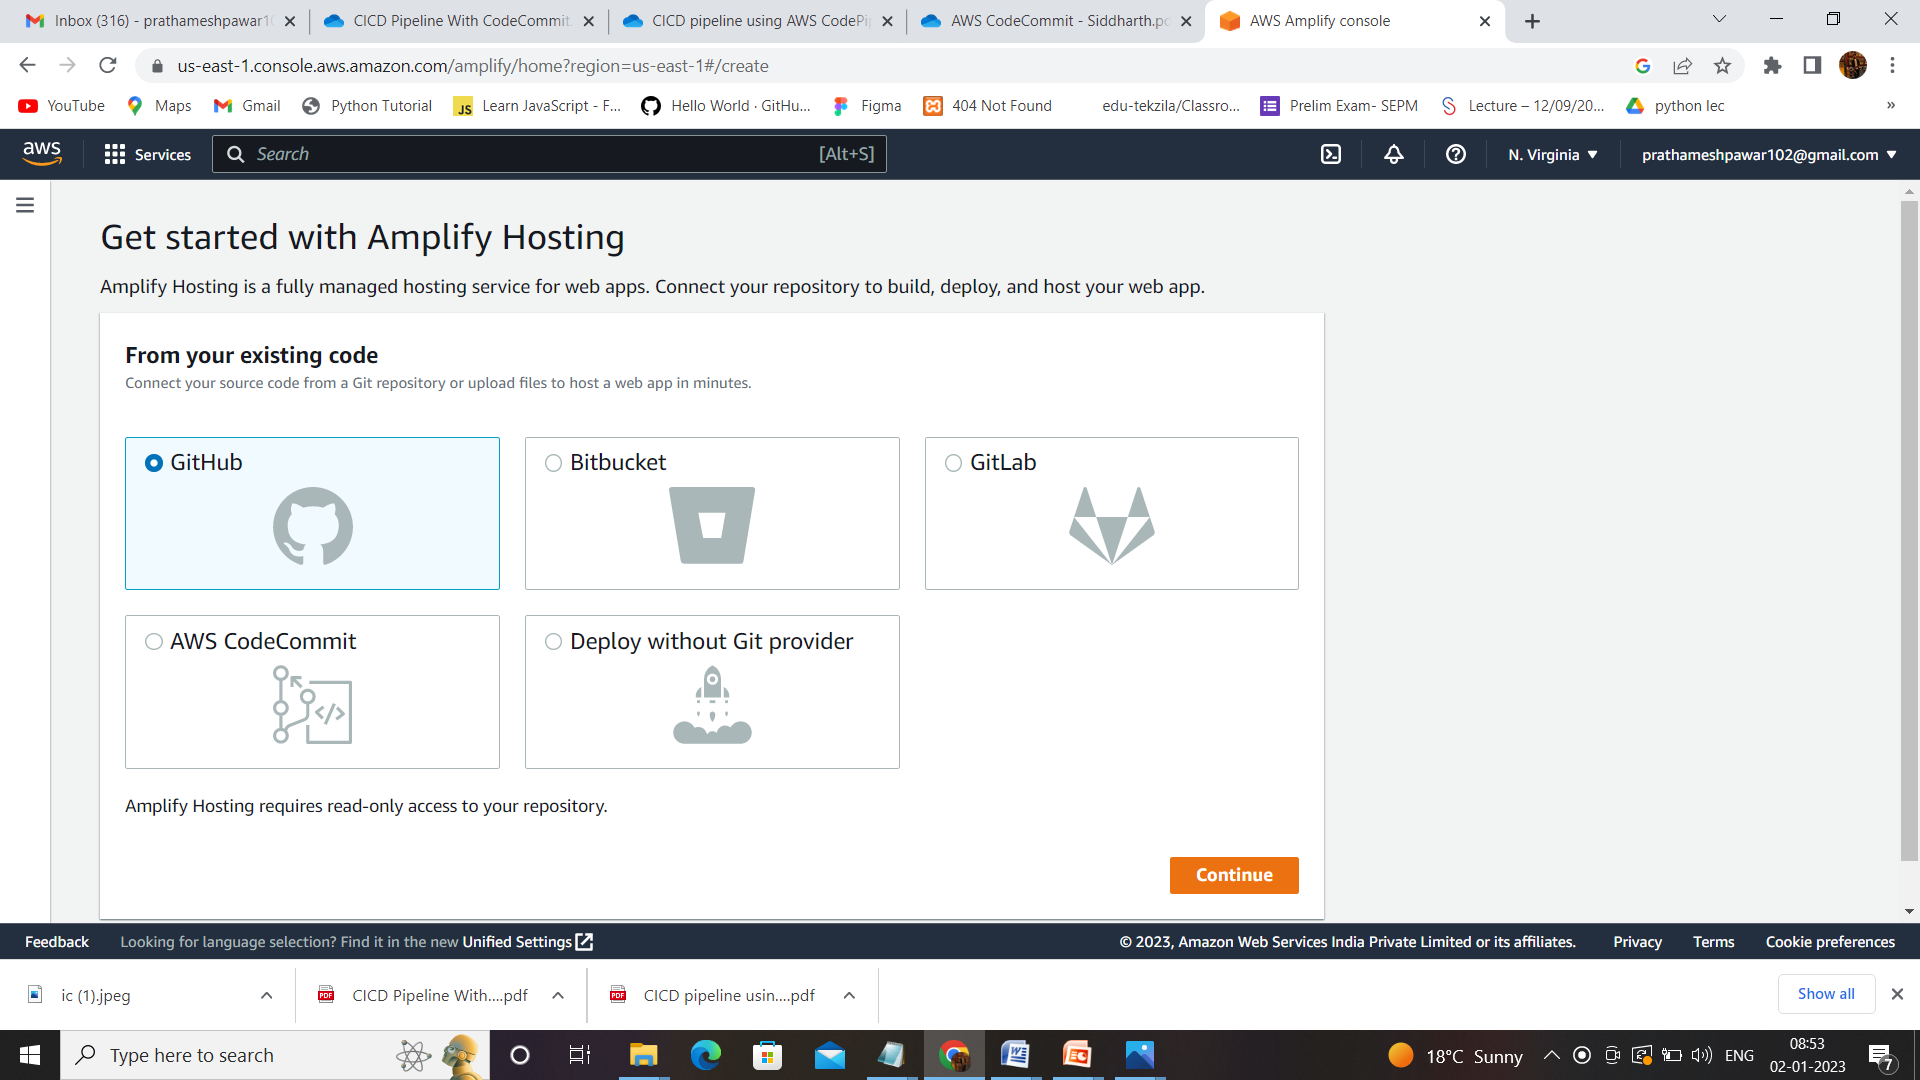 Inbox (316) - prathameshpawar10
CICD Pipeline With CodeCommit.
CICD pipeline using AWS CodePip
AWS CodeCommit - Siddharth.pd
AWS Amplify console
us-east-1.console.aws.amazon.com/amplify/home?region=us-east-1#/create
YouTube
Maps
Gmail
Python Tutorial
JS
Learn JavaScript - F...
Hello World · GitHu...
Figma
404 Not Found
edu-tekzila/Classro...
Prelim Exam- SEPM
Lecture – 12/09/20...
python lec
»
aws
Services
Search
[Alt+S]
N. Virginia
prathameshpawar102@gmail.com
Get started with Amplify Hosting
Amplify Hosting is a fully managed hosting service for web apps. Connect your repository to build, deploy, and host your web app.
From your existing code
Connect your source code from a Git repository or upload files to host a web app in minutes.
GitHub
Bitbucket
GitLab
AWS CodeCommit
Deploy without Git provider
Amplify Hosting requires read-only access to your repository.
Continue
Feedback
Looking for language selection? Find it in the new Unified Settings
© 2023, Amazon Web Services India Private Limited or its affiliates.
Privacy
Terms
Cookie preferences
ic (1).jpeg
PDF
CICD Pipeline With....pdf
PDF
CICD pipeline usin....pdf
Show all
Type here to search
18°C Sunny
ENG
08:53
02-01-2023
7